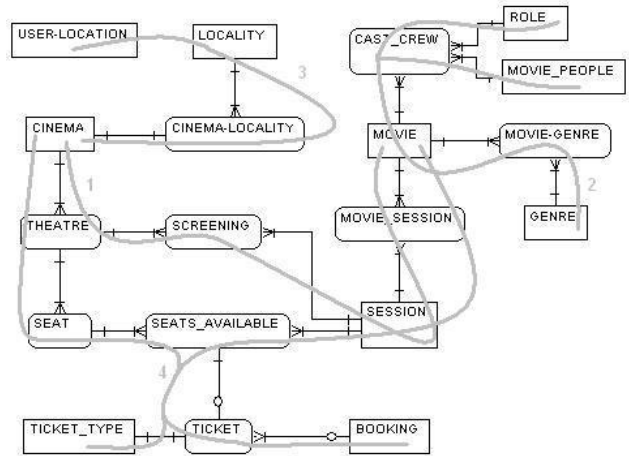 ROLE
USER-LOCATION
LOCALITY
CAST_CREW
MOVIE_PEOPLE
3
CINEMA
CINEMA-LOCALITY
MOVIE
MOVIE-GENRE
1
2
THEATRE
SCREENING
MOVIE_SESSION
GENRE
SEAT
SEATS_AVAILABLE
SESSION
4
TICKET_TYPE
TICKET
BOOKING